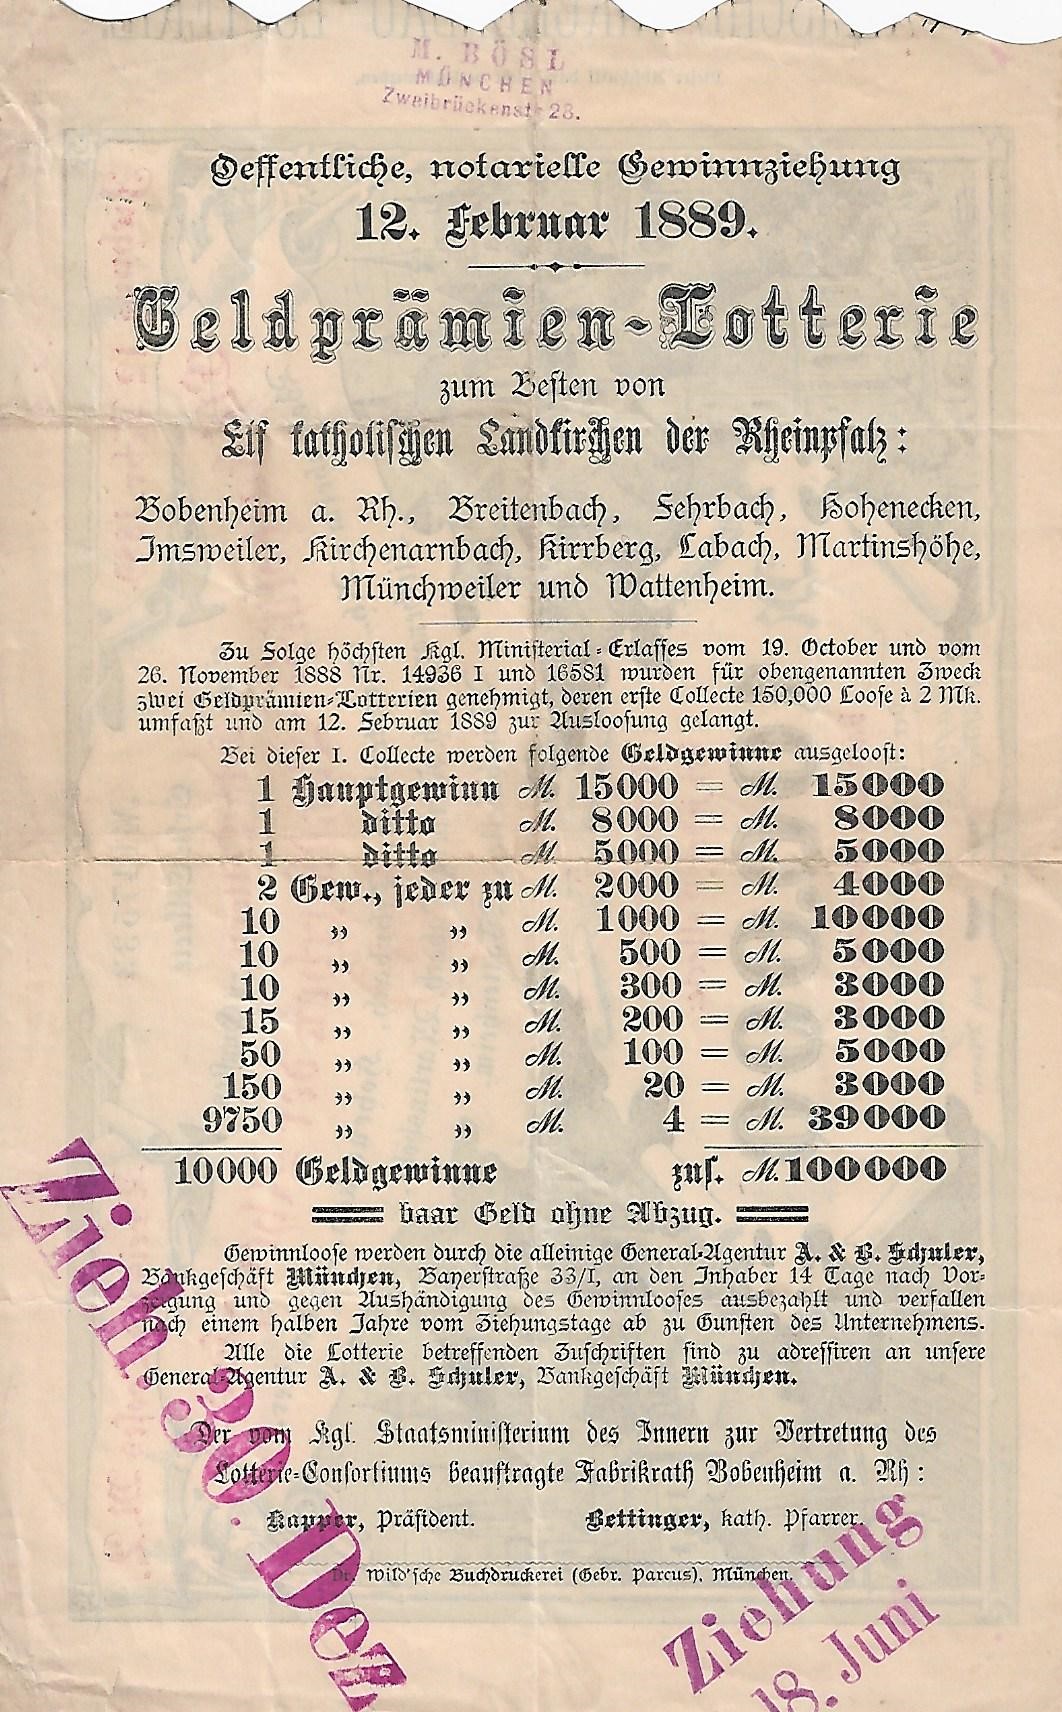 M. BÖSL
MÜNCHEN
Zweibrückenstr. 28.
Oeffentliche, notarielle Gewinnziehung
12. Februar 1889.
Geldprämien-Lotterie
zum Besten von
Elf katholischen Landkirchen der Rheinpfalz:
Bobenheim a. Rh., Breitenbach, Fehrbach, Hohenecken,
Imsweiler, Kirchenarnbach, Kirrberg, Labach, Martinshöhe,
Münchweiler und Wattenheim.
Zu Folge höchsten Kgl. Ministerial-Erlasses vom 19. October und vom
26. November 1888 Nr. 14936 I und 16581 wurden für obengenannten Zweck
zwei Geldprämien-Lotterien genehmigt, deren erste Collecte 150,000 Loose à 2 Mk.
umfaßt und am 12. Februar 1889 zur Ausloosung gelangt.
Bei dieser I. Collecte werden folgende Geldgewinne ausgeloost:
1 Hauptgewinn M. 15000 = M. 15000
1 ditto M. 8000 = M. 8000
1 ditto M. 5000 = M. 5000
2 Gew., jeder zu M. 2000 = M. 4000
10 „ „ M. 1000 = M. 10000
10 „ „ M. 500 = M. 5000
10 „ „ M. 300 = M. 3000
15 „ „ M. 200 = M. 3000
50 „ „ M. 100 = M. 5000
150 „ „ M. 20 = M. 3000
9750 „ „ M. 4 = M. 39000
10000 Geldgewinne zus. M. 100000
baar Geld ohne Abzug.
Gewinnloose werden durch die alleinige General-Agentur A. & B. Schuler,
Bankgeschäft München, Bayerstraße 33/I, an den Inhaber 14 Tage nach Vor-
zeigung und gegen Aushändigung des Gewinnlooses ausbezahlt und verfallen
nach einem halben Jahre vom Ziehungstage ab zu Gunsten des Unternehmens.
Alle die Lotterie betreffenden Zuschriften sind zu adressiren an unsere
General-Agentur A. & B. Schuler, Bankgeschäft München.
Der vom Kgl. Staatsministerium des Innern zur Vertretung des
Lotterie-Consortiums beauftragte Fabrikrath Bobenheim a. Rh:
Kapper, Präsident. Bettinger, kath. Pfarrer.
Dr. Wild'sche Buchdruckerei (Gebr. Parcus), München.
Zieh. 30. Dez
Ziehung
18. Juni